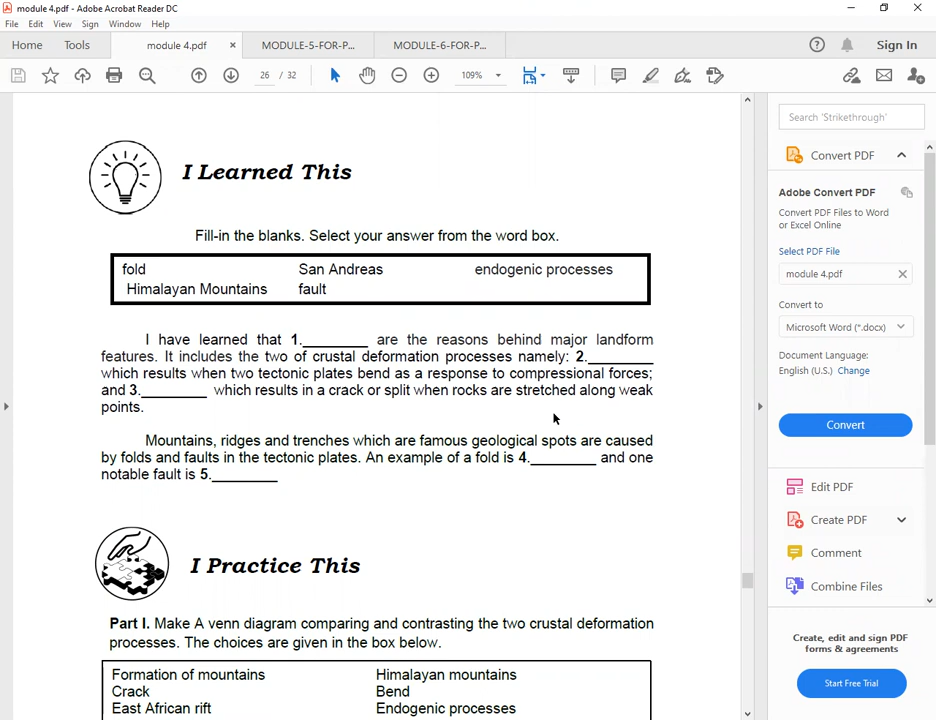 module 4.pdf - Adobe Acrobat Reader DC
File Edit View Sign Window Help
Home Tools module 4.pdf × MODULE-5-FOR-P... MODULE-6-FOR-P... Sign In
26 / 32 109%
I Learned This
Fill-in the blanks. Select your answer from the word box.
fold San Andreas endogenic processes
Himalayan Mountains fault
I have learned that 1.________ are the reasons behind major landform
features. It includes the two of crustal deformation processes namely: 2.________
which results when two tectonic plates bend as a response to compressional forces;
and 3.________ which results in a crack or split when rocks are stretched along weak
points.
Mountains, ridges and trenches which are famous geological spots are caused
by folds and faults in the tectonic plates. An example of a fold is 4.________ and one
notable fault is 5.________
I Practice This
Part I. Make A venn diagram comparing and contrasting the two crustal deformation
processes. The choices are given in the box below.
Formation of mountains Himalayan mountains
Crack Bend
East African rift Endogenic processes
Search 'Strikethrough'
Convert PDF
Adobe Convert PDF
Convert PDF Files to Word
or Excel Online
Select PDF File
module 4.pdf
Convert to
Microsoft Word (*.docx)
Document Language:
English (U.S.) Change
Convert
Edit PDF
Create PDF
Comment
Combine Files
Create, edit and sign PDF
forms & agreements
Start Free Trial